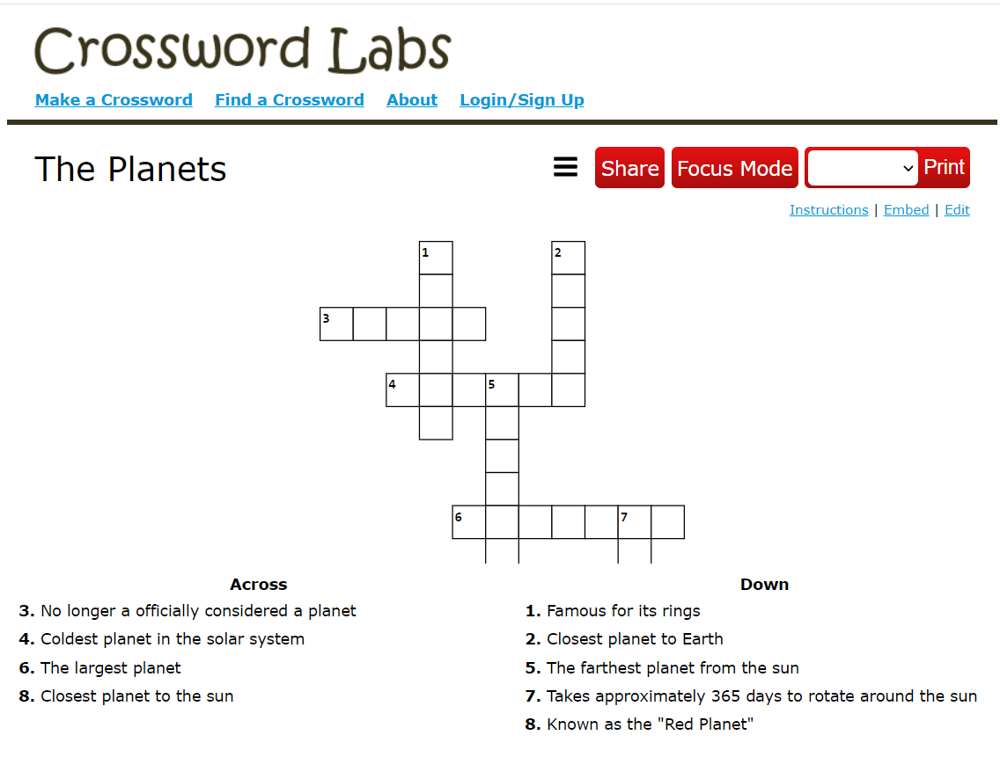 Crossword Labs
Make a Crossword Find a Crossword About Login/Sign Up
The Planets
Share Focus Mode Print
Instructions | Embed | Edit
1 2
3
4 5
6 7
Across
3. No longer a officially considered a planet
4. Coldest planet in the solar system
6. The largest planet
8. Closest planet to the sun
Down
1. Famous for its rings
2. Closest planet to Earth
5. The farthest planet from the sun
7. Takes approximately 365 days to rotate around the sun
8. Known as the "Red Planet"